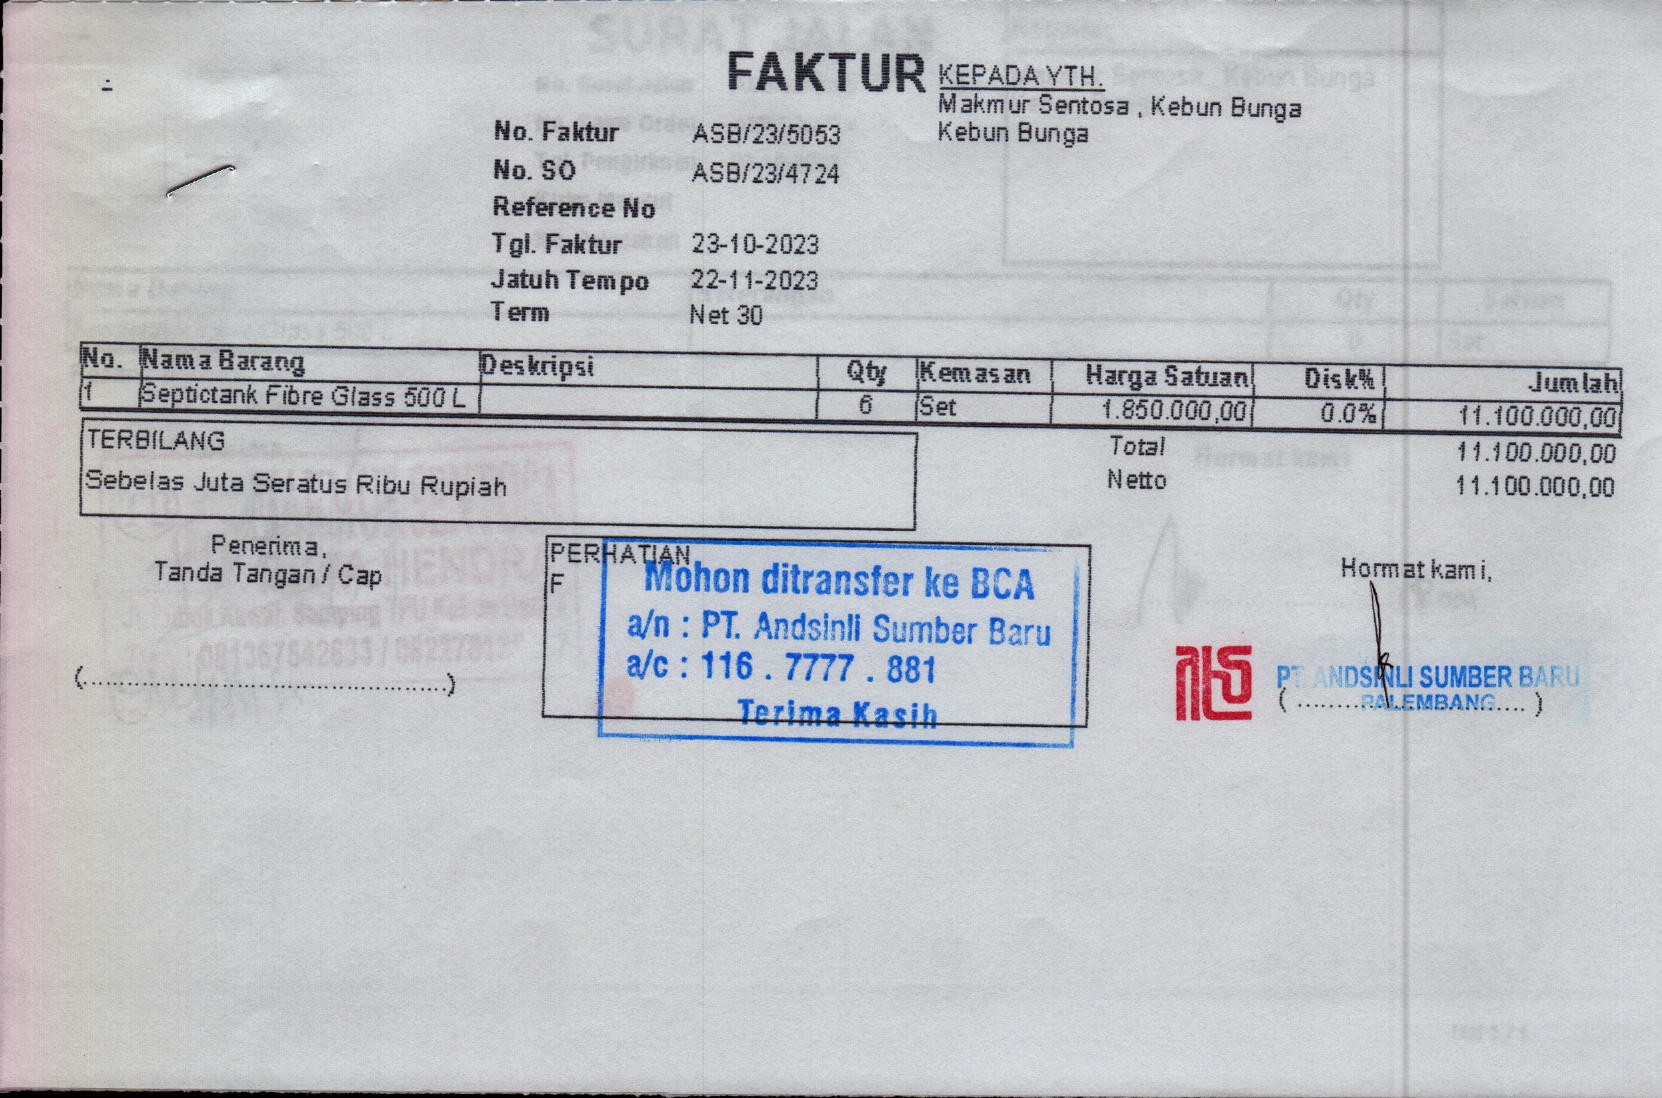 FAKTUR
KEPADA YTH.
Makmur Sentosa , Kebun Bunga
Kebun Bunga
No. Faktur ASB/23/5053
No. SO ASB/23/4724
Reference No
Tgl. Faktur 23-10-2023
Jatuh Tempo 22-11-2023
Term Net 30
No. Nama Barang Deskripsi Qty Kemasan Harga Satuan Disk% Jumlah
1 Septictank Fibre Glass 500 L 6 Set 1.850.000,00 0.0% 11.100.000,00
TERBILANG
Sebelas Juta Seratus Ribu Rupiah
Total 11.100.000,00
Netto 11.100.000,00
Penerima,
Tanda Tangan / Cap
(...............................................)
PERHATIAN
F
Mohon ditransfer ke BCA
a/n : PT. Andsinli Sumber Baru
a/c : 116 . 7777 . 881
Terima Kasih
Hormat kami,
PT. ANDSINLI SUMBER BARU
PALEMBANG
( ................................ )